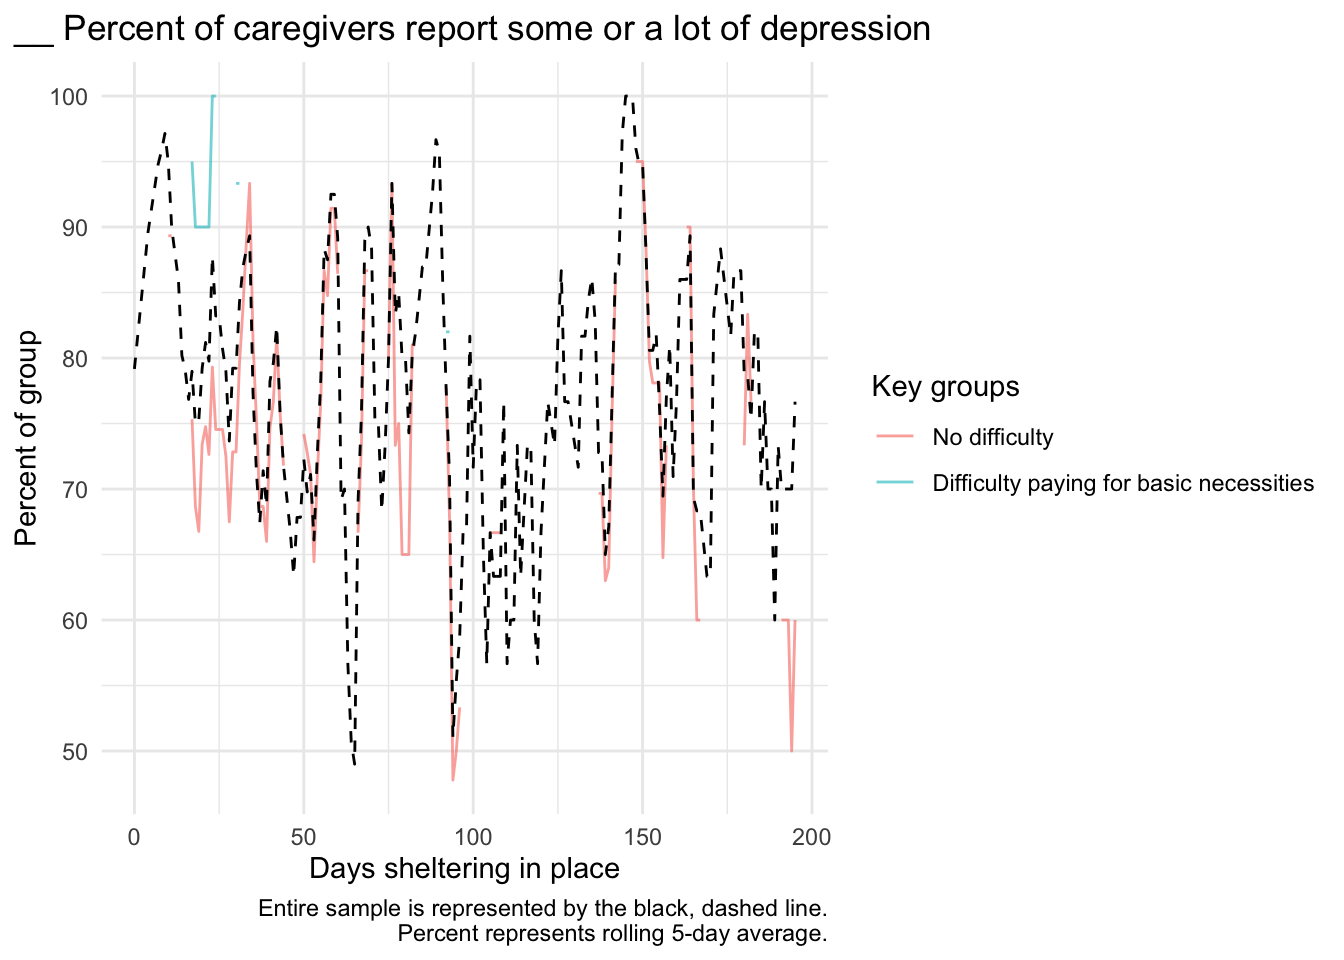 __ Percent of caregivers report some or a lot of depression
Percent of group
100
90
80
70
60
50
0
50
100
150
200
Days sheltering in place
Key groups
No difficulty
Difficulty paying for basic necessities
Entire sample is represented by the black, dashed line.
Percent represents rolling 5-day average.